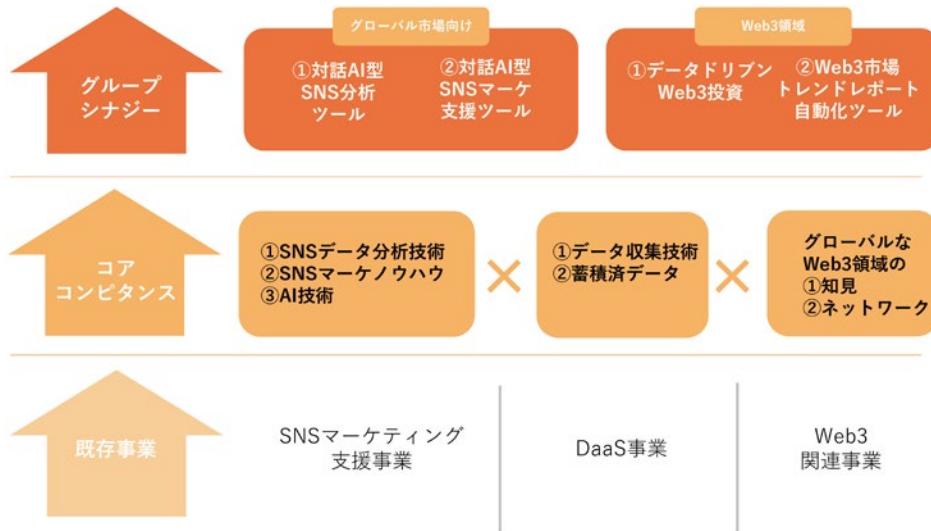 グループ
シナジー
グローバル市場向け
①対話AI型
SNS分析
ツール
②対話AI型
SNSマーケ
支援ツール
Web3領域
①データドリブン
Web3投資
②Web3市場
トレンドレポート
自動化ツール
コア
コンピタンス
①SNSデータ分析技術
②SNSマーケノウハウ
③AI技術
①データ収集技術
②蓄積済データ
グローバルな
Web3領域の
①知見
②ネットワーク
既存事業
SNSマーケティング
支援事業
DaaS事業
Web3
関連事業